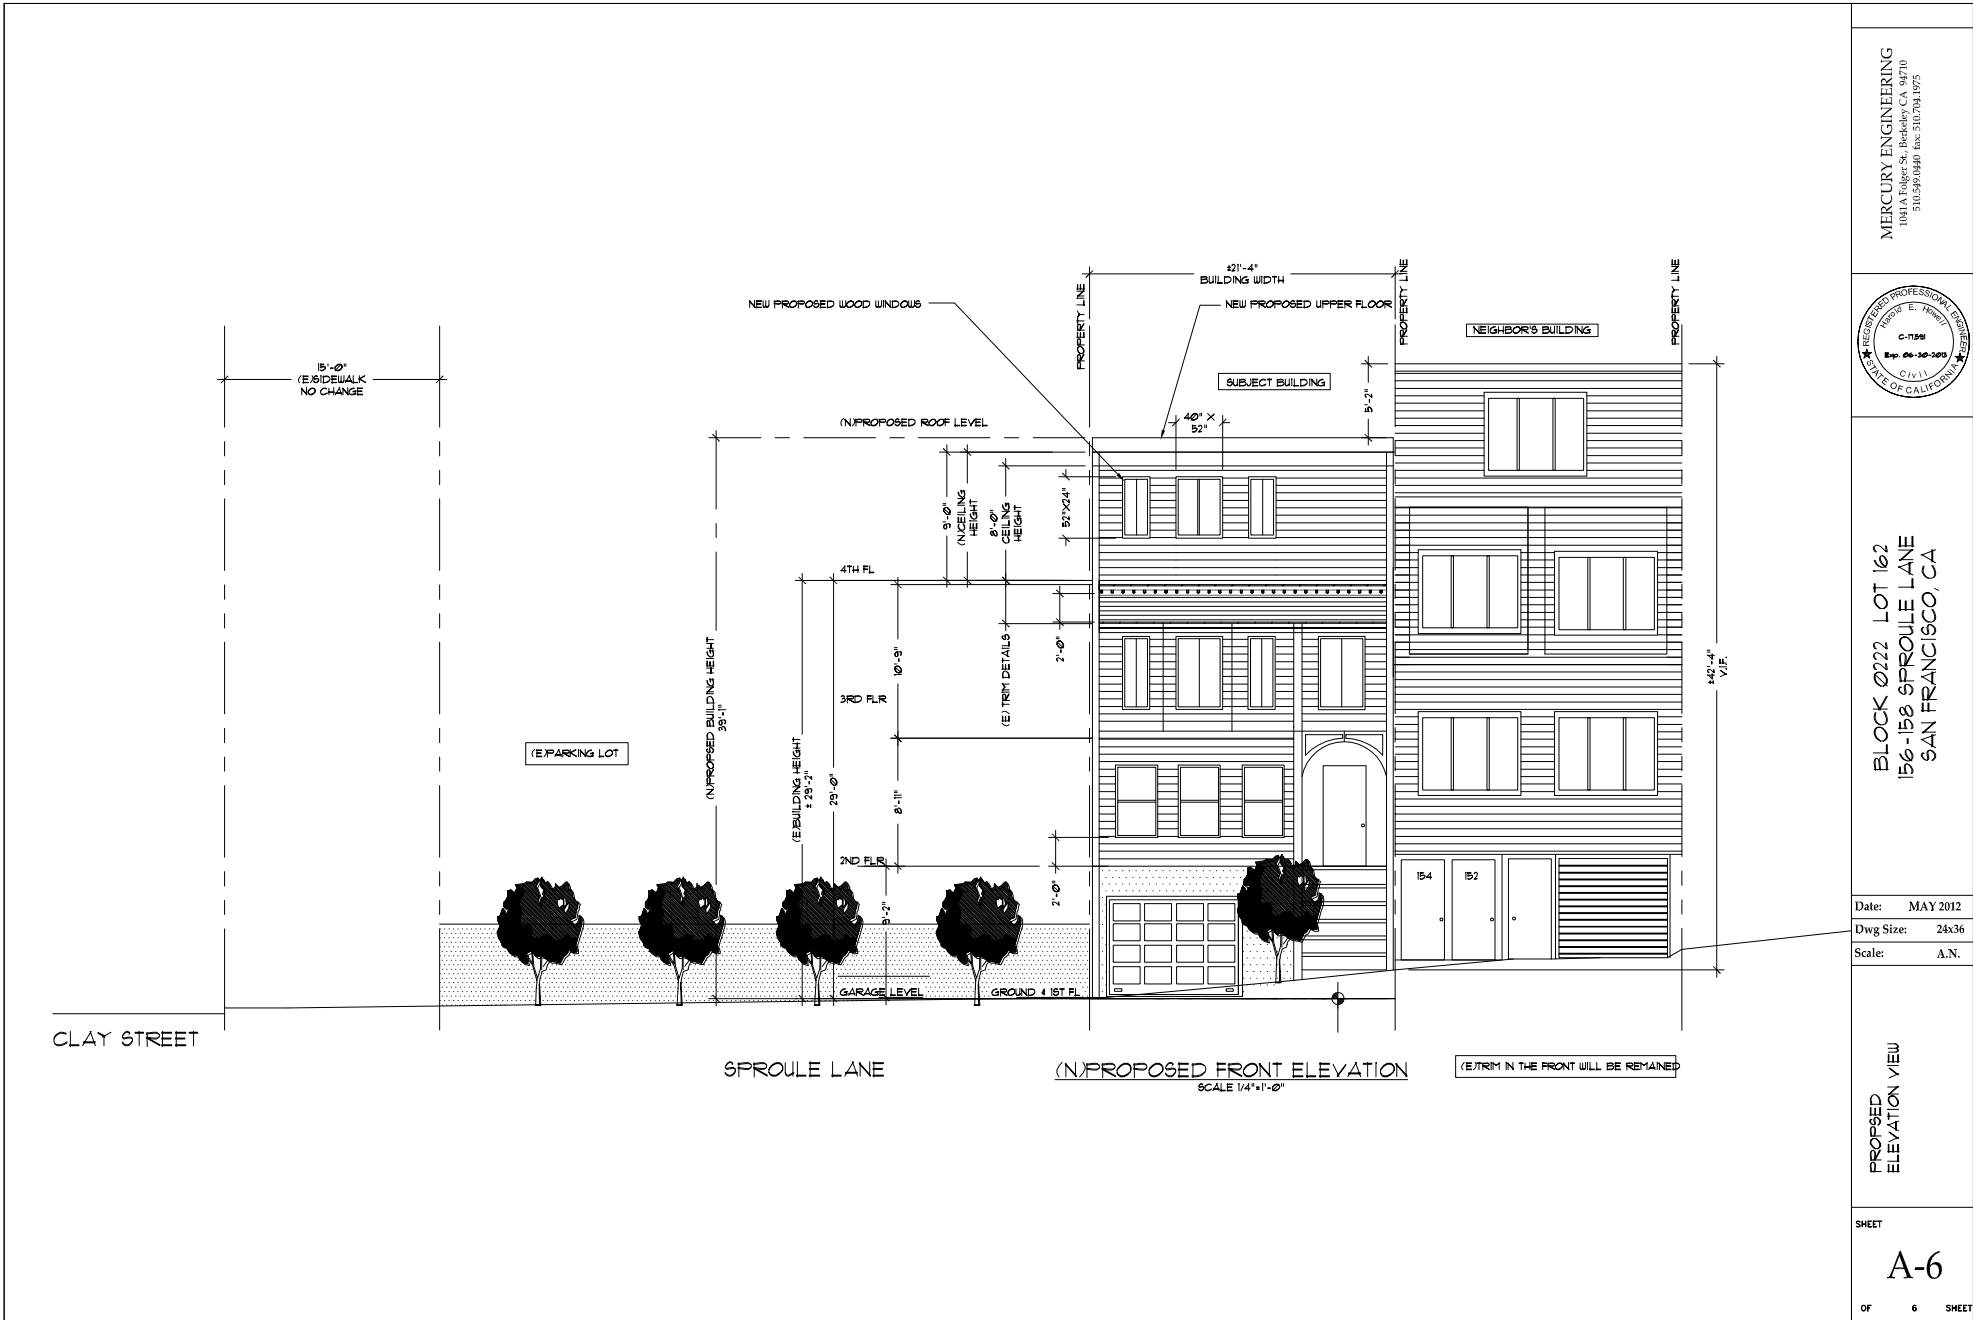 15'-0"
(E)SIDEWALK
NO CHANGE
NEW PROPOSED WOOD WINDOWS
±21'-4"
BUILDING WIDTH
NEW PROPOSED UPPER FLOOR
PROPERTY LINE
PROPERTY LINE
PROPERTY LINE
NEIGHBOR'S BUILDING
SUBJECT BUILDING
5'-2"
40" X
52"
(N)PROPOSED ROOF LEVEL
9'-0"
(N)CEILING
HEIGHT
8'-0"
CEILING
HEIGHT
52"X24"
4TH FL
(N)PROPSED BUILDING HEIGHT
39'-1"
(E)BUILDING HEIGHT
± 29'-2"
29'-0"
10'-9"
3RD FLR
(E) TRIM DETAILS
2'-0"
8'-11"
2ND FLR
9'-2"
2'-0"
±42'-4"
V.I.F.
(E)PARKING LOT
154
152
GARAGE LEVEL
GROUND & 1ST FL
CLAY STREET
SPROULE LANE
(N)PROPOSED FRONT ELEVATION
SCALE 1/4"=1'-0"
(E)TRIM IN THE FRONT WILL BE REMAINED
MERCURY ENGINEERING
1041A Folger St., Berkeley CA 94710
510.549.0440 fax: 510.704.1975
REGISTERED PROFESSIONAL ENGINEER
Harold E. Howell
Exp. 06-30-2013
Civil
STATE OF CALIFORNIA
BLOCK 0222 LOT 162
156-158 SPROULE LANE
SAN FRANCISCO, CA
Date: MAY 2012
Dwg Size: 24x36
Scale: A.N.
PROPSED
ELEVATION VIEW
SHEET
A-6
OF 6 SHEET